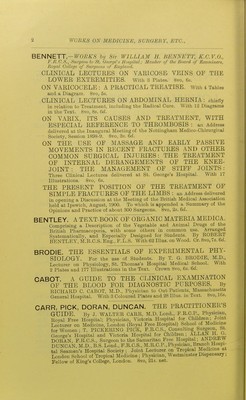 8 WORKS ON MEDICINE, SURGERY, ETC.,
BENNETT.—WORKS by SIR WILLIAM H. BENNETT, K.C.V.O.,
F.R.C.S., Surgeon to St. George's Hospital; Member of the Board of Examiners,
Royal College of Surgeons of England.
CLINICAL LECTURES ON VARICOSE VEINS OF THE
LOWER EXTREMITIES. With 3 Plates. 8vo. 6s.
ON VARICOCELE: A PRACTICAL TREATISE. With 4 Tables
and a Diagram. 8vo. 5s.
CLINICAL LECTURES ON ABDOMINAL HERNIA: chiefly
in relation to Treatment, including the Radical Cure. With 12 Diagrams
in the Text. 8vo. 8s. 6d.
ON VARIX, ITS CAUSES AND TREATMENT, WITH
ESPECIAL REFERENCE TO THROMBOSIS: an Address
delivered at the Inaugural Meeting of the Nottingham Medico-Chirurgical
Society, Session 1898-9. 8vo. 3s. 6d.
ON THE USE OF MASSAGE AND EARLY PASSIVE
MOVEMENTS IN RECENT FRACTURES AND OTHER
COMMON SURGICAL INJURIES: THE TREATMENT
OF INTERNAL DERANGEMENTS OF THE KNEE-
JOINT; THE MANAGEMENT OF STIFF JOINTS:
Three Clinical Lectures delivered at St. George's Hospital. With 17
Illustrations. 8vo. 6s.
THE PRESENT POSITION OF THE TREATMENT OF
SIMPLE FRACTURES OF THE LIMBS: an Address delivered
in opening a Discussion at the Meeting of the British Medical Association
held at Ipswich, August, 1900. To which is appended a Summary of the
Opinions and Practice of about 300 Surgeons. 8vo. 2s. 6d.
BENTLEY. A TEXT-BOOK OF ORGANIC MATERIA MEDICA.
Comprising a Description of the Vegetable and Animal Drugs of the
British Pharmacopœia, with some others in common use. Arranged
Systematically, and Especially Designed for Students. By ROBERT
BENTLEY, M.R.C.S Eng., F.L.S. With 62 Illus. on Wood. Cr. 8vo, 7s. 6d.
BRODIE. THE ESSENTIALS OF EXPERIMENTAL PHY-
SIOLOGY. For the use of Students. By T. G. BRODIE, M.D.,
Lecturer on Physiology, St. Thomas's Hospital Medical School. With
2 Plates and 177 Illustrations in the Text. Crown 8vo, 6s. 6d.
CABOT. A GUIDE TO THE CLINICAL EXAMINATION
OF THE BLOOD FOR DIAGNOSTIC PURPOSES. By
RICHARD C. CABOT, M.D., Physician to Out-Patients, Massachusetts
General Hospital. With 3 Coloured Plates and
CARR, PICK, DORAN, DUNCAN. THE PRACTITIONER'S
GUIDE. By J. WALTER CARR, M.D.Lond., F.R.C.P., Physician,
Royal Free Hospital; Physician, Victoria Hospital for Children; Joint
Lecturer on Medicine, London (Royal Free Hospital) School of Medicine
for Women; T. PICKERING PICK, F.R.C.S., Consulting Surgeon, St.
George's Hospital and Victoria Hospital for Children; ALBAN H. G.
DORAN, F.R.C.S., Surgeon to the Samaritan Free Hospital; ANDREW
DUNCAN, M.D., B.S.Lond., F.R.C.S., M.R.C.P., Physician,
Seamen's Hospital Society; Joint Lecturer on Tropical Medicine at
London School of Tropical Medicine; Physician, Westminster Dispensary;
Fellow of King's College, London. 8vo, 21s. net.